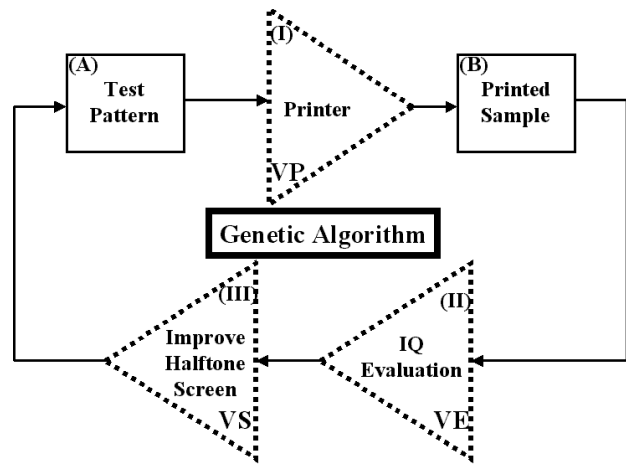 (A)
Test
Pattern
(I)
Printer
VP
(B)
Printed
Sample
Genetic Algorithm
(III)
Improve
Halftone
Screen
VS
(II)
IQ
Evaluation
VE